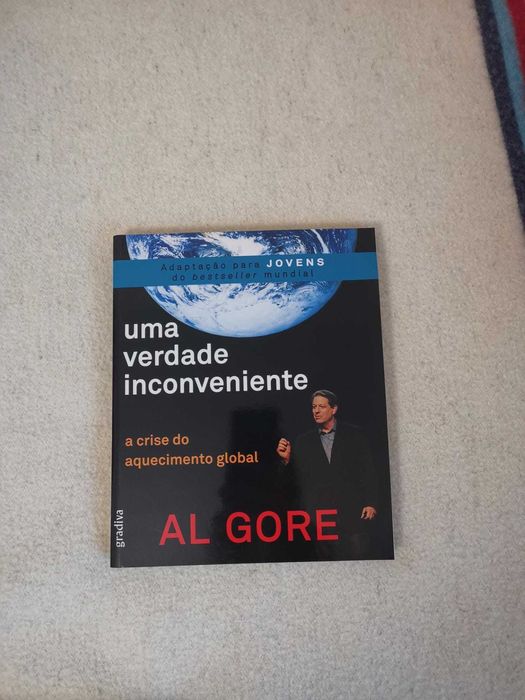 Adaptação para JOVENS
do bestseller mundial
uma
verdade
inconveniente
a crise do
aquecimento global
gradiva
AL GORE